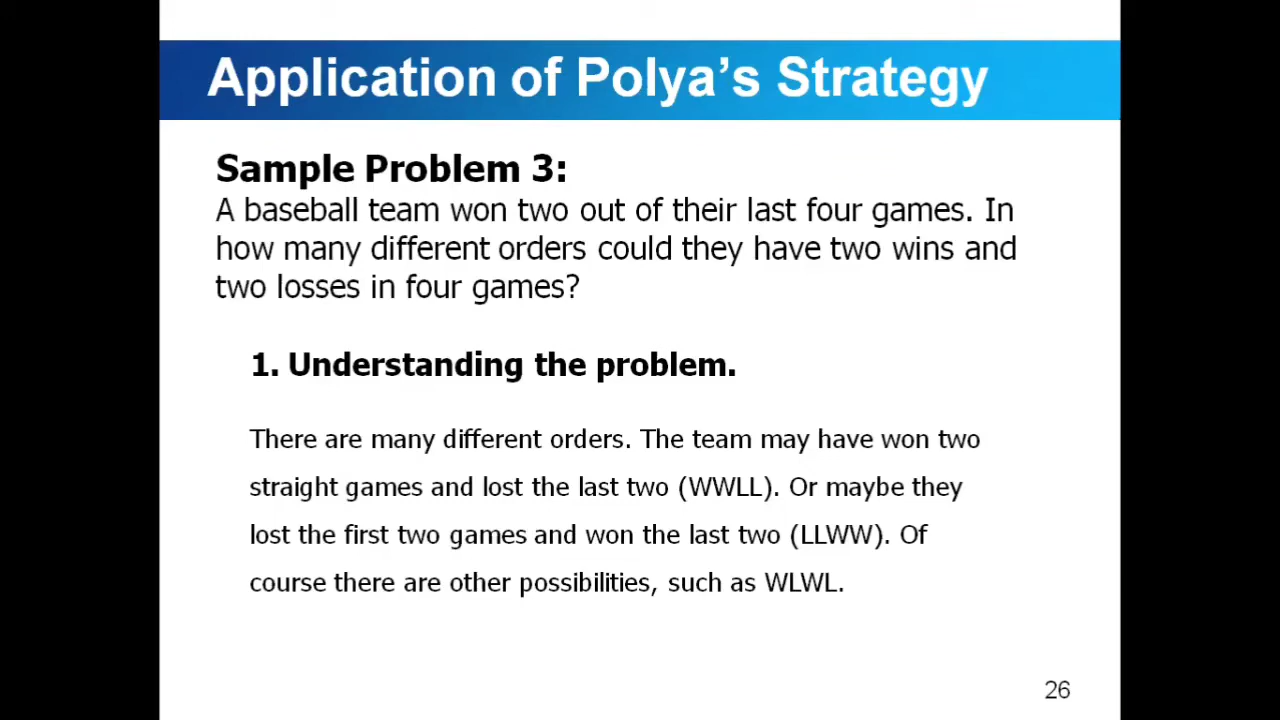 Application of Polya's Strategy
Sample Problem 3:
A baseball team won two out of their last four games. In
how many different orders could they have two wins and
two losses in four games?
1. Understanding the problem.
There are many different orders. The team may have won two
straight games and lost the last two (WWLL). Or maybe they
lost the first two games and won the last two (LLWW). Of
course there are other possibilities, such as WLWL.
26